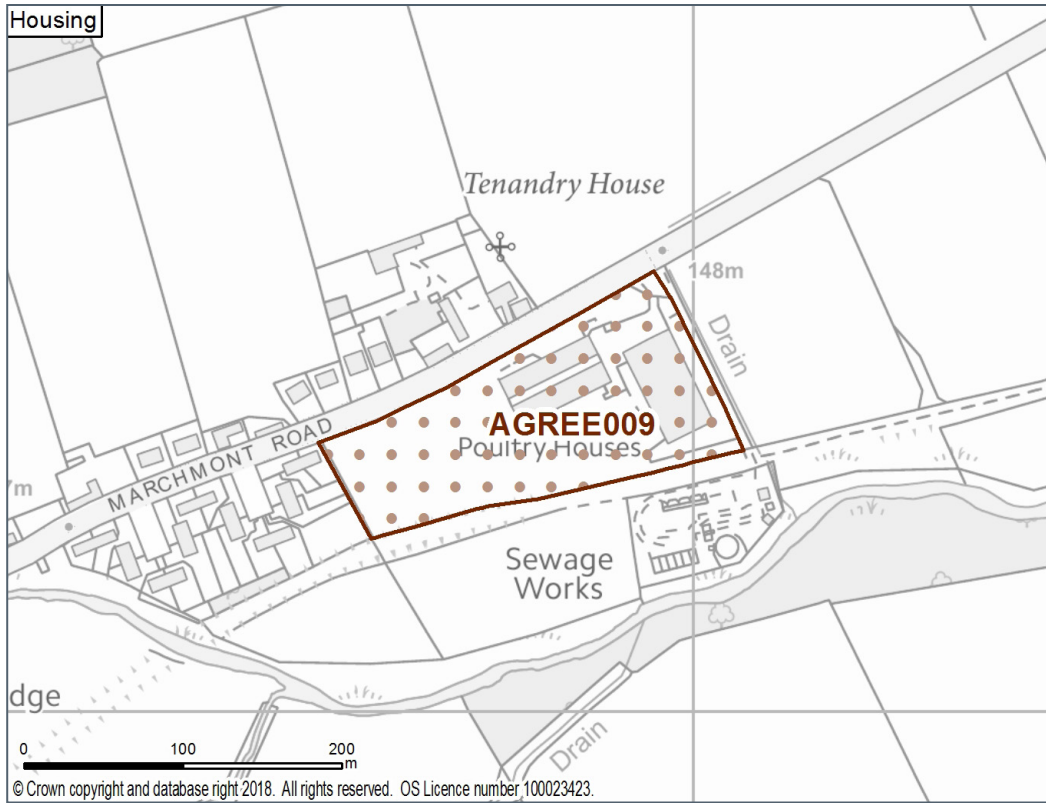 Housing
Tenandry House
148m
Drain
AGREE009
Poultry Houses
MARCHMONT ROAD
7m
Sewage
Works
dge
Drain
0 100 200
m
© Crown copyright and database right 2018. All rights reserved. OS Licence number 100023423.